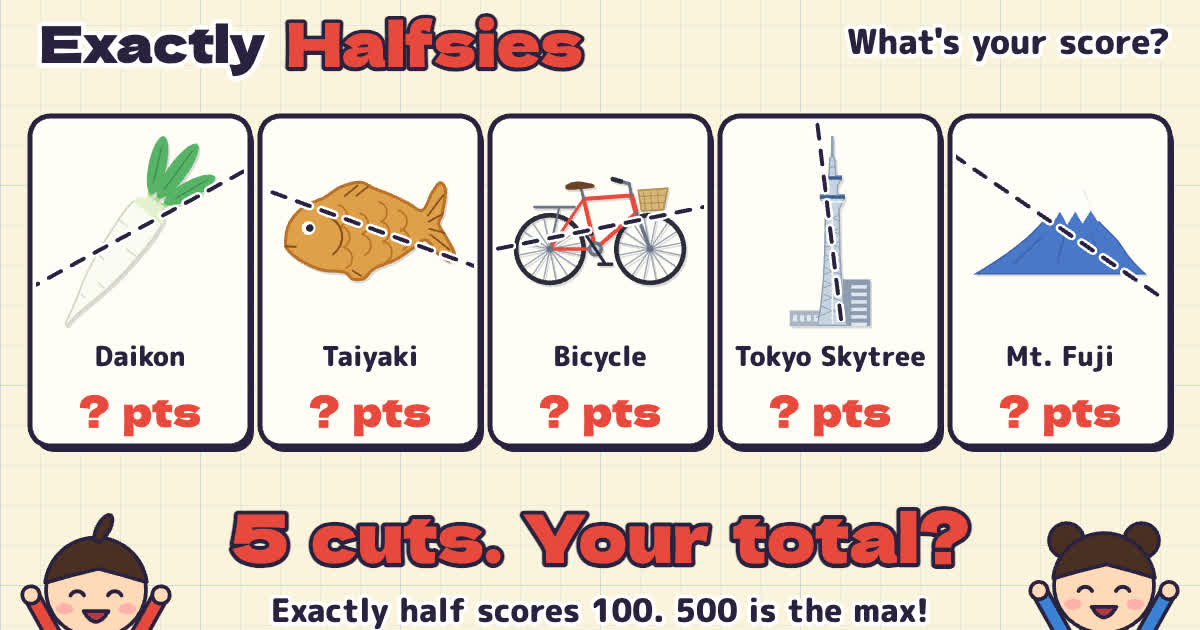 Exactly Halfsies
What's your score?
Daikon
? pts
Taiyaki
? pts
Bicycle
? pts
Tokyo Skytree
? pts
Mt. Fuji
? pts
5 cuts. Your total?
Exactly half scores 100. 500 is the max!